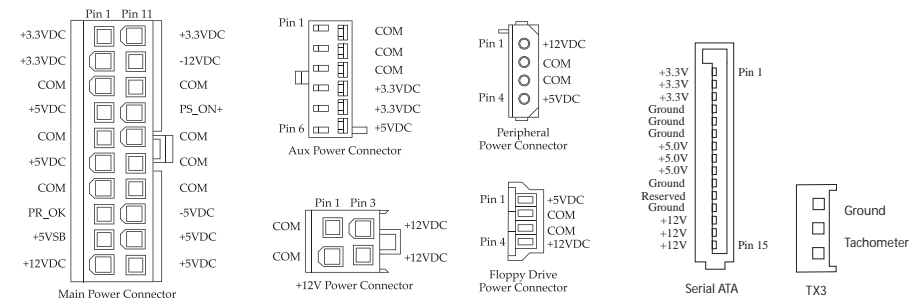 Pin 1 Pin 11
+3.3VDC +3.3VDC
+3.3VDC -12VDC
COM COM
+5VDC PS_ON+
COM COM
+5VDC COM
COM COM
PR_OK -5VDC
+5VSB +5VDC
+12VDC +5VDC
Main Power Connector
Pin 1
COM
COM
COM
+3.3VDC
+3.3VDC
Pin 6 +5VDC
Aux Power Connector
Pin 1 Pin 3
COM +12VDC
COM +12VDC
+12V Power Connector
Pin 1 +12VDC
COM
COM
Pin 4 +5VDC
Peripheral
Power Connector
Pin 1 +5VDC
COM
COM
Pin 4 +12VDC
Floppy Drive
Power Connector
+3.3V Pin 1
+3.3V
+3.3V
Ground
Ground
Ground
+5.0V
+5.0V
+5.0V
Ground
Reserved
Ground
+12V
+12V
+12V Pin 15
Serial ATA
Ground
Tachometer
TX3